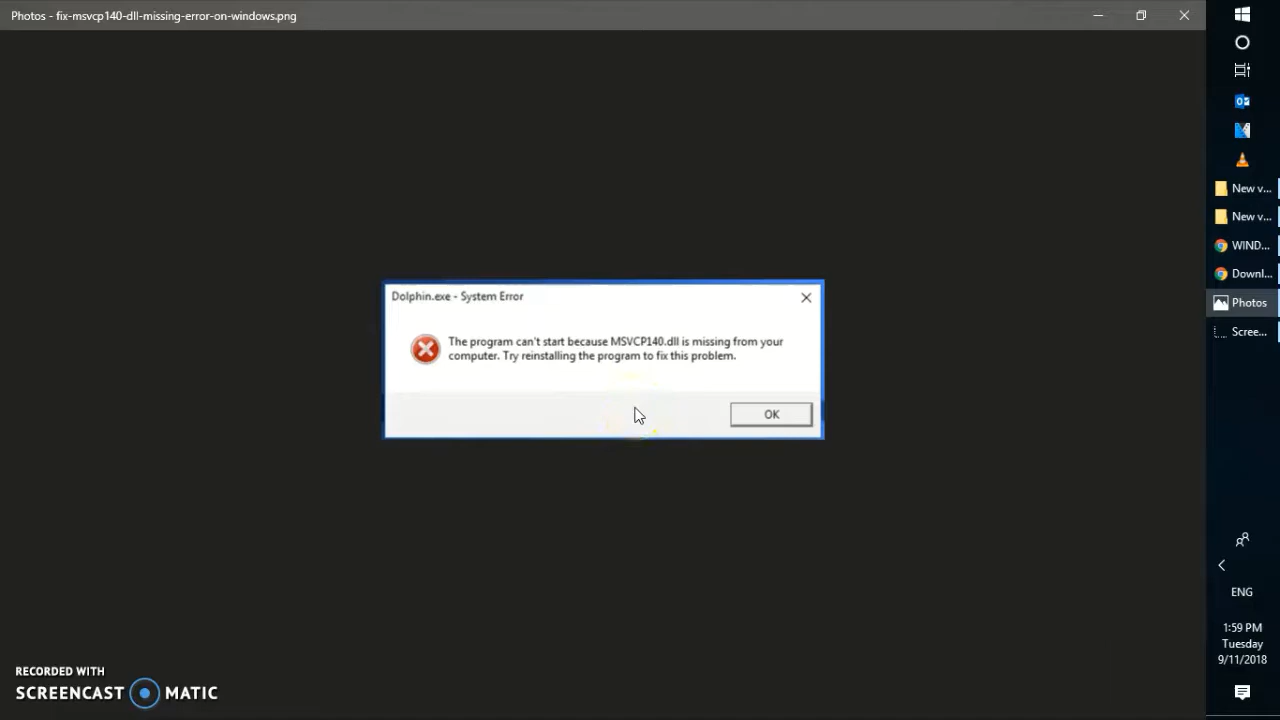 Photos - fix-msvcp140-dll-missing-error-on-windows.png
Dolphin.exe - System Error
The program can't start because MSVCP140.dll is missing from your
computer. Try reinstalling the program to fix this problem.
OK
New v...
New v...
WIND...
Downl...
Photos
Scree...
ENG
1:59 PM
Tuesday
9/11/2018
RECORDED WITH
SCREENCAST MATIC